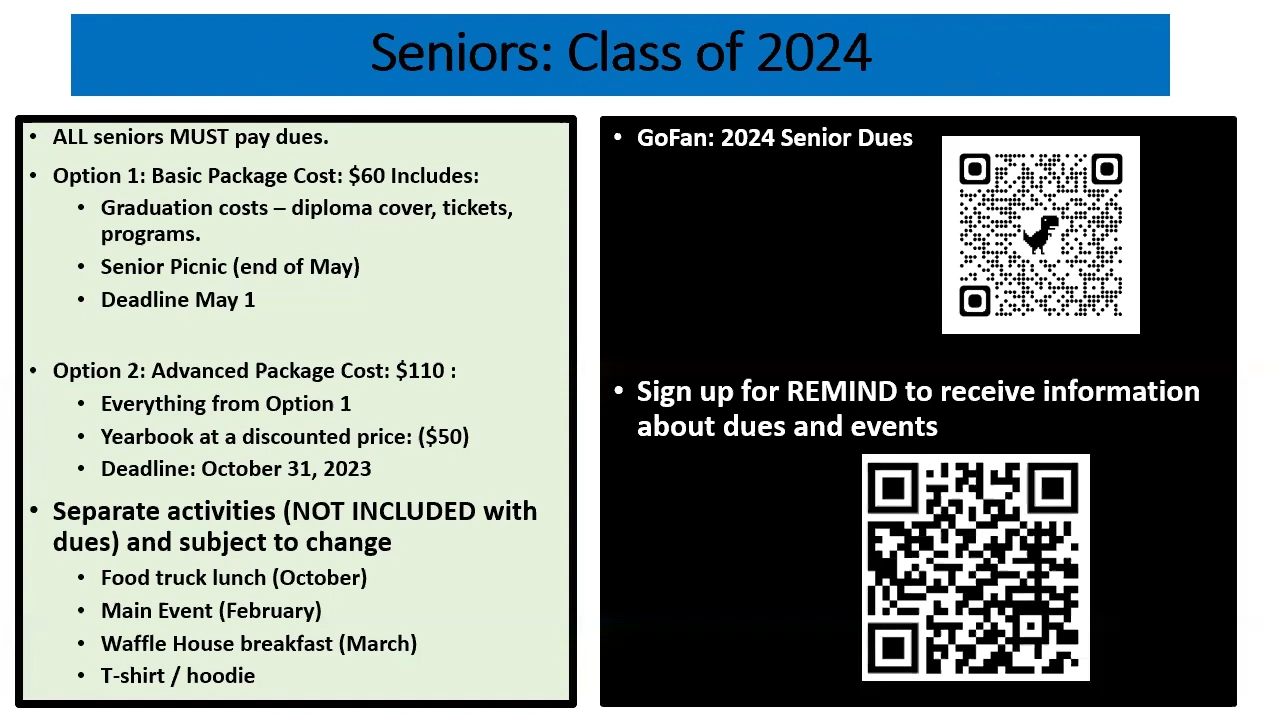 Seniors: Class of 2024
• ALL seniors MUST pay dues.
• Option 1: Basic Package Cost: $60 Includes:
• Graduation costs – diploma cover, tickets,
programs.
• Senior Picnic (end of May)
• Deadline May 1
• Option 2: Advanced Package Cost: $110 :
• Everything from Option 1
• Yearbook at a discounted price: ($50)
• Deadline: October 31, 2023
• Separate activities (NOT INCLUDED with
dues) and subject to change
• Food truck lunch (October)
• Main Event (February)
• Waffle House breakfast (March)
• T-shirt / hoodie
• GoFan: 2024 Senior Dues
• Sign up for REMIND to receive information
about dues and events